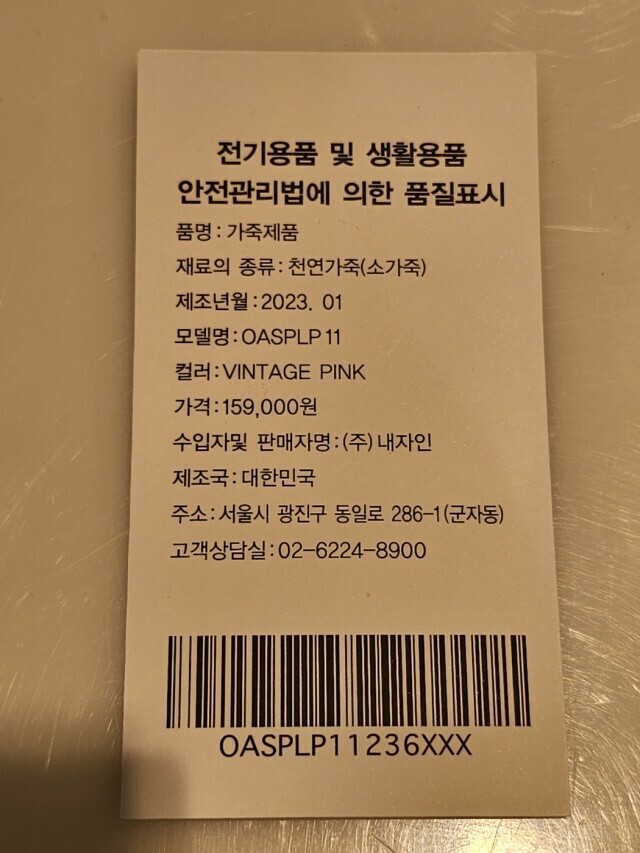 전기용품 및 생활용품
안전관리법에 의한 품질표시
품명 : 가죽제품
재료의 종류 : 천연가죽(소가죽)
제조년월 : 2023. 01
모델명 : OASPLP11
컬러 : VINTAGE PINK
가격 : 159,000원
수입자및 판매자명 : (주)내자인
제조국 : 대한민국
주소 : 서울시 광진구 동일로 286-1(군자동)
고객상담실 : 02-6224-8900
OASPLP11236XXX